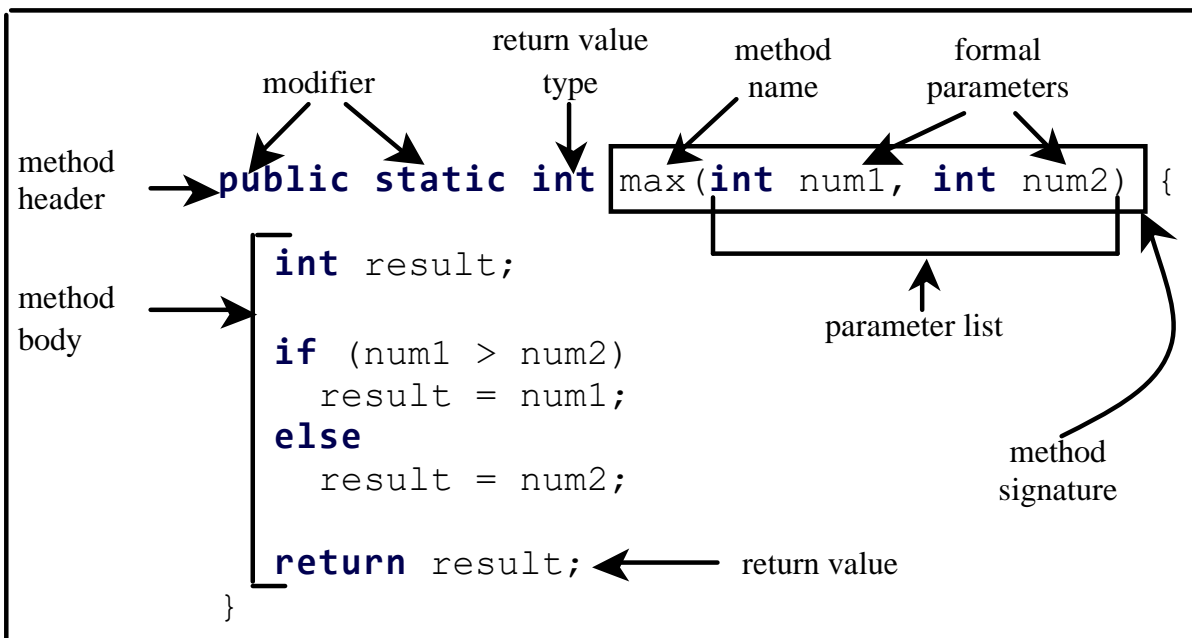 return value
type
method
name
formal
parameters
modifier
method
header
public static int max(int num1, int num2) {
int result;
method
body
parameter list
if (num1 > num2)
result = num1;
else
result = num2;
method
signature
return result;
return value
}